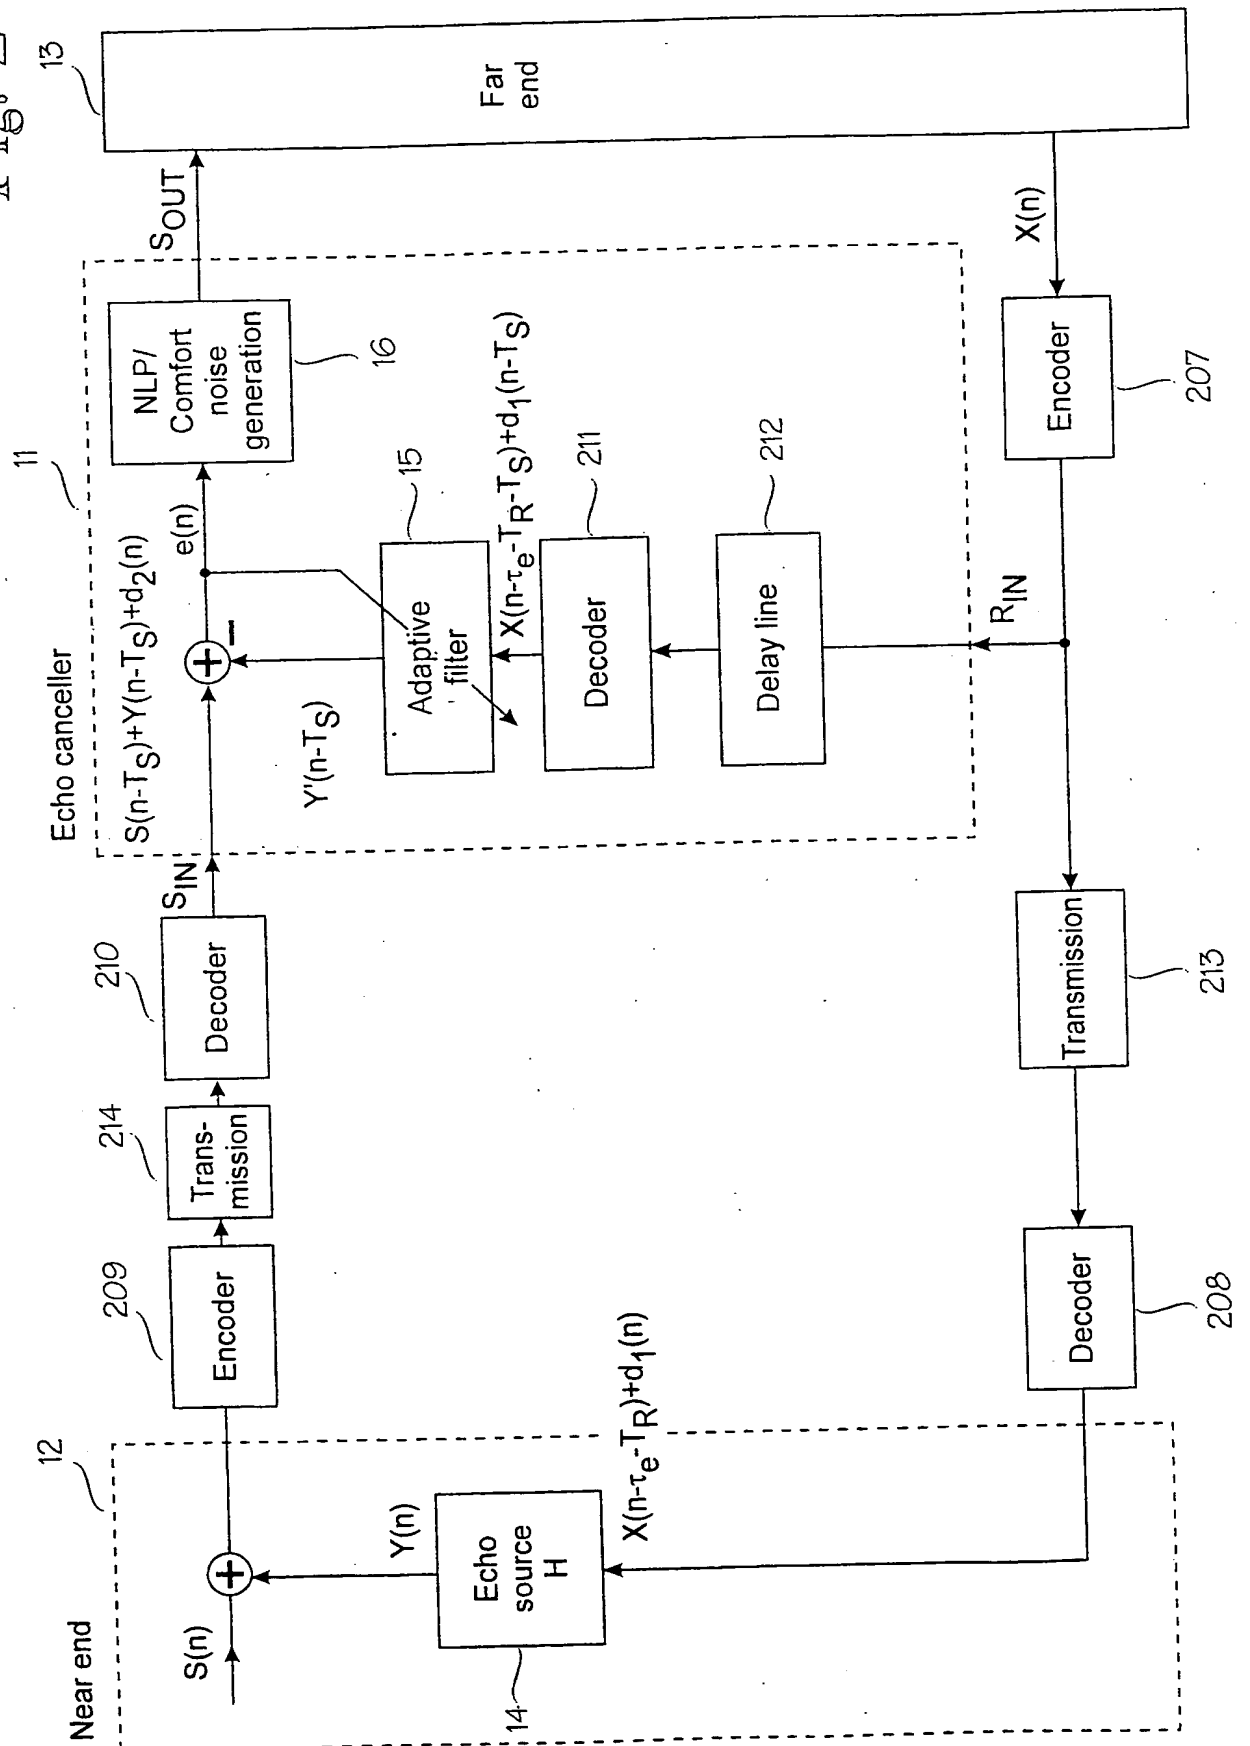 Fig. 2
Near end
12
S(n)
Y(n)
Echo
source
H
14
X(n-τe-TR)+d1(n)
209
Encoder
214
Trans-
mission
210
Decoder
SIN
Echo canceller
11
S(n-TS)+Y(n-TS)+d2(n)
e(n)
Y'(n-TS)
15
Adaptive
filter
X(n-τe-TR-TS)+d1(n-TS)
211
Decoder
212
Delay line
RIN
NLP/
Comfort
noise
generation
16
SOUT
13
Far
end
X(n)
Encoder
207
Transmission
213
Decoder
208